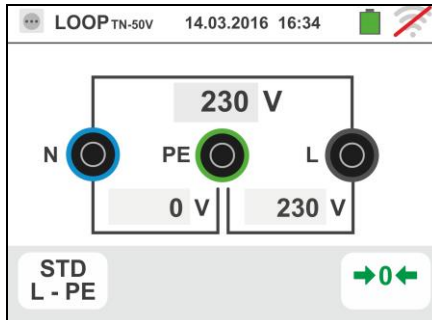 LOOP TN-50V 14.03.2016 16:34
230 V
N PE L
0 V 230 V
STD
L - PE
➔0←